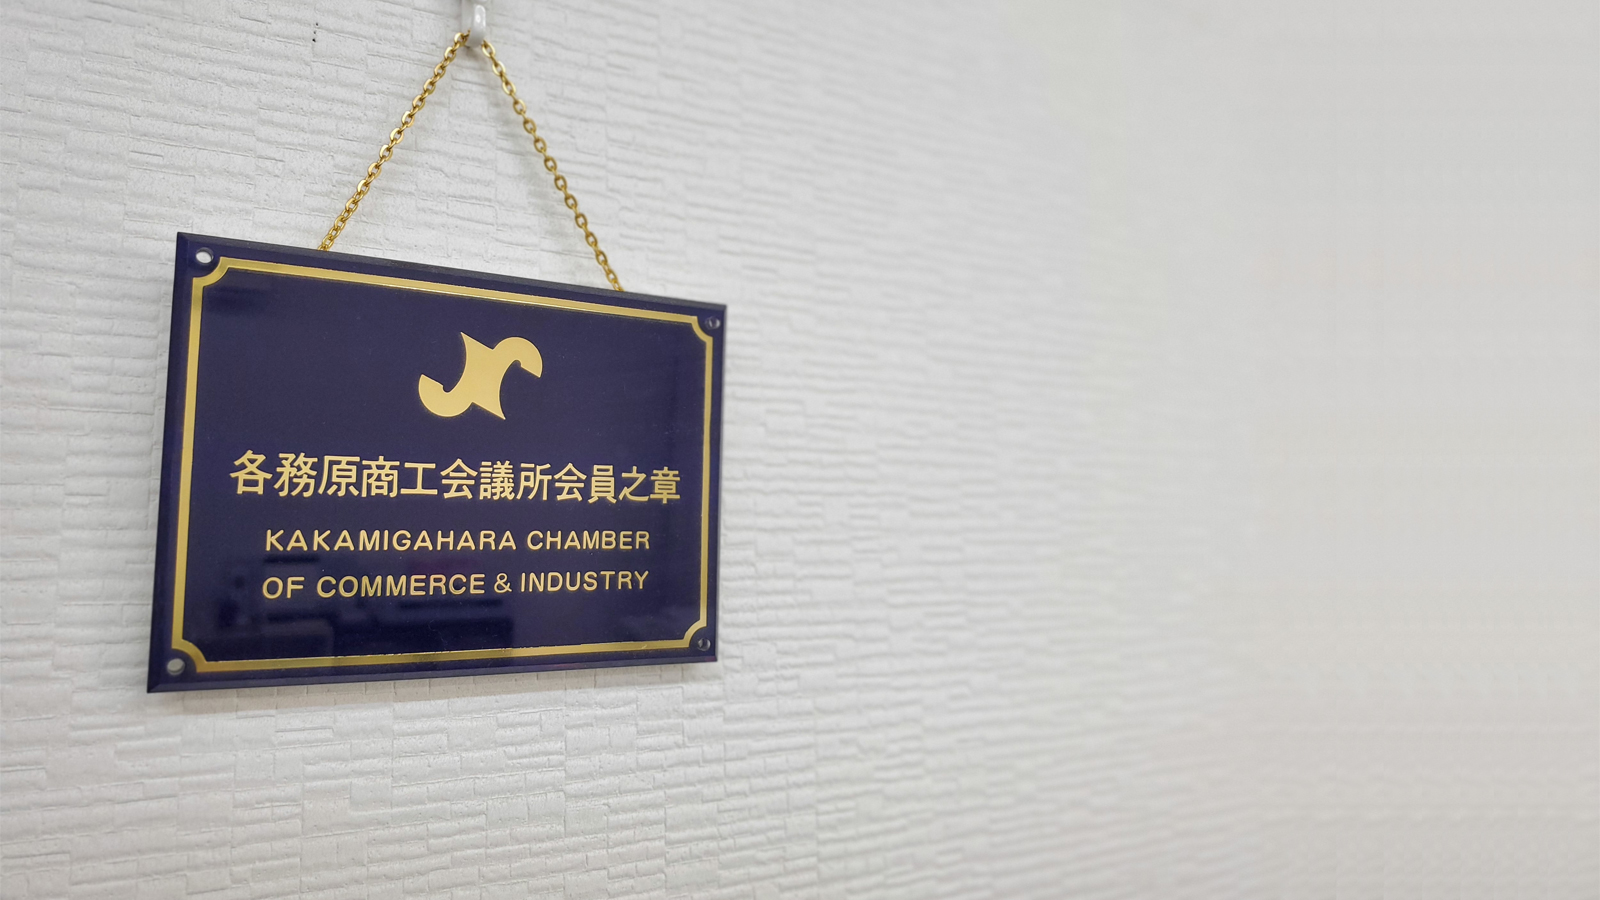 各務原商工会議所会員之章
KAKAMIGAHARA CHAMBER
OF COMMERCE & INDUSTRY